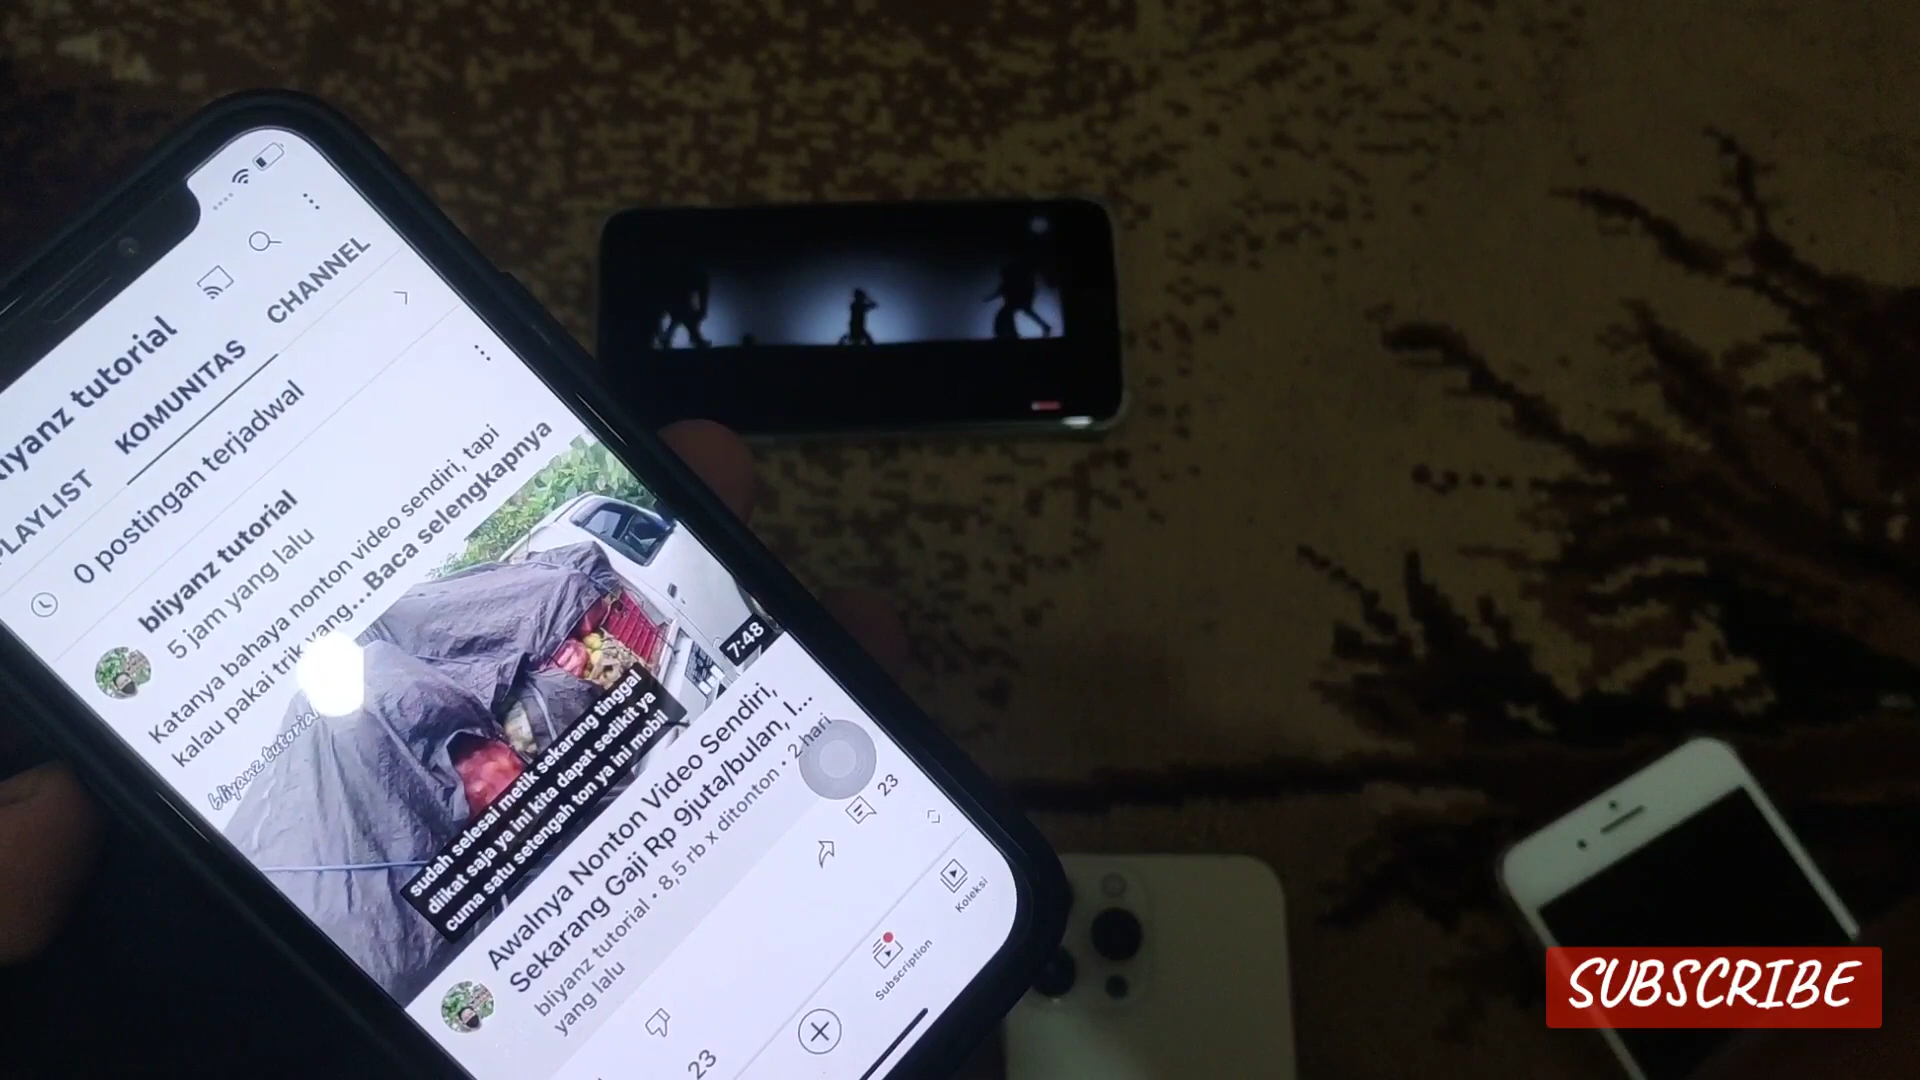 bliyanz tutorial
PLAYLIST
KOMUNITAS
CHANNEL
0 postingan terjadwal
bliyanz tutorial
5 jam yang lalu
Katanya bahaya nonton video sendiri, tapi
kalau pakai trik yang...Baca selengkapnya
bliyanz tutorial
7:48
sudah selesai metik sekarang tinggal
diikat saja ya ini kita dapat sedikit ya
cuma satu setengah ton ya ini mobil
Awalnya Nonton Video Sendiri,
Sekarang Gaji Rp 9juta/bulan, I...
bliyanz tutorial • 8,5 rb x ditonton • 2 hari
yang lalu
23
23
Subscription
Koleksi
SUBSCRIBE